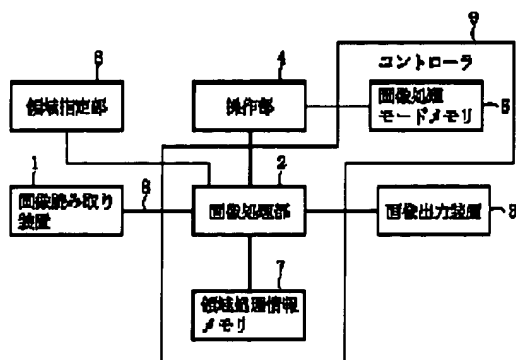 9
コントローラ
6
領域指定部
4
操作部
画像処理
モードメモリ
5
1
画像読み取り
装置
8
2
画像処理部
画像出力装置
3
7
領域処理情報
メモリ